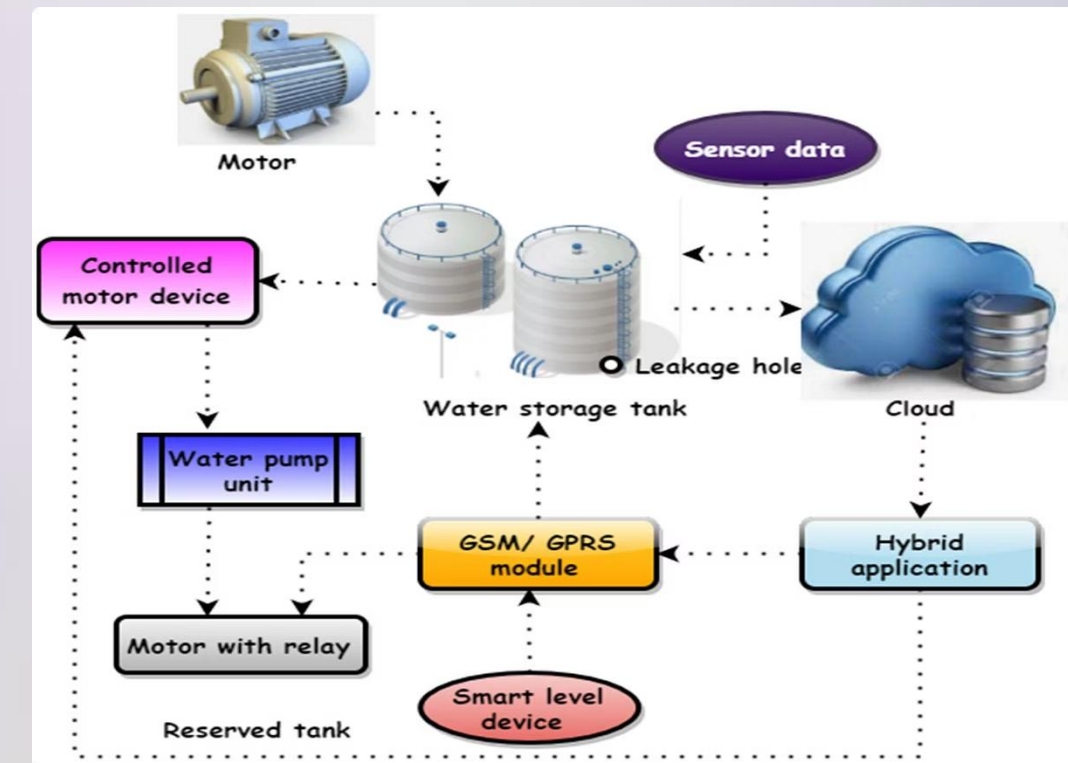 Motor
Sensor data
Controlled
motor device
Leakage hole
Water storage tank
Cloud
Water pump
unit
GSM/ GPRS
module
Hybrid
application
Motor with relay
Smart level
device
Reserved tank